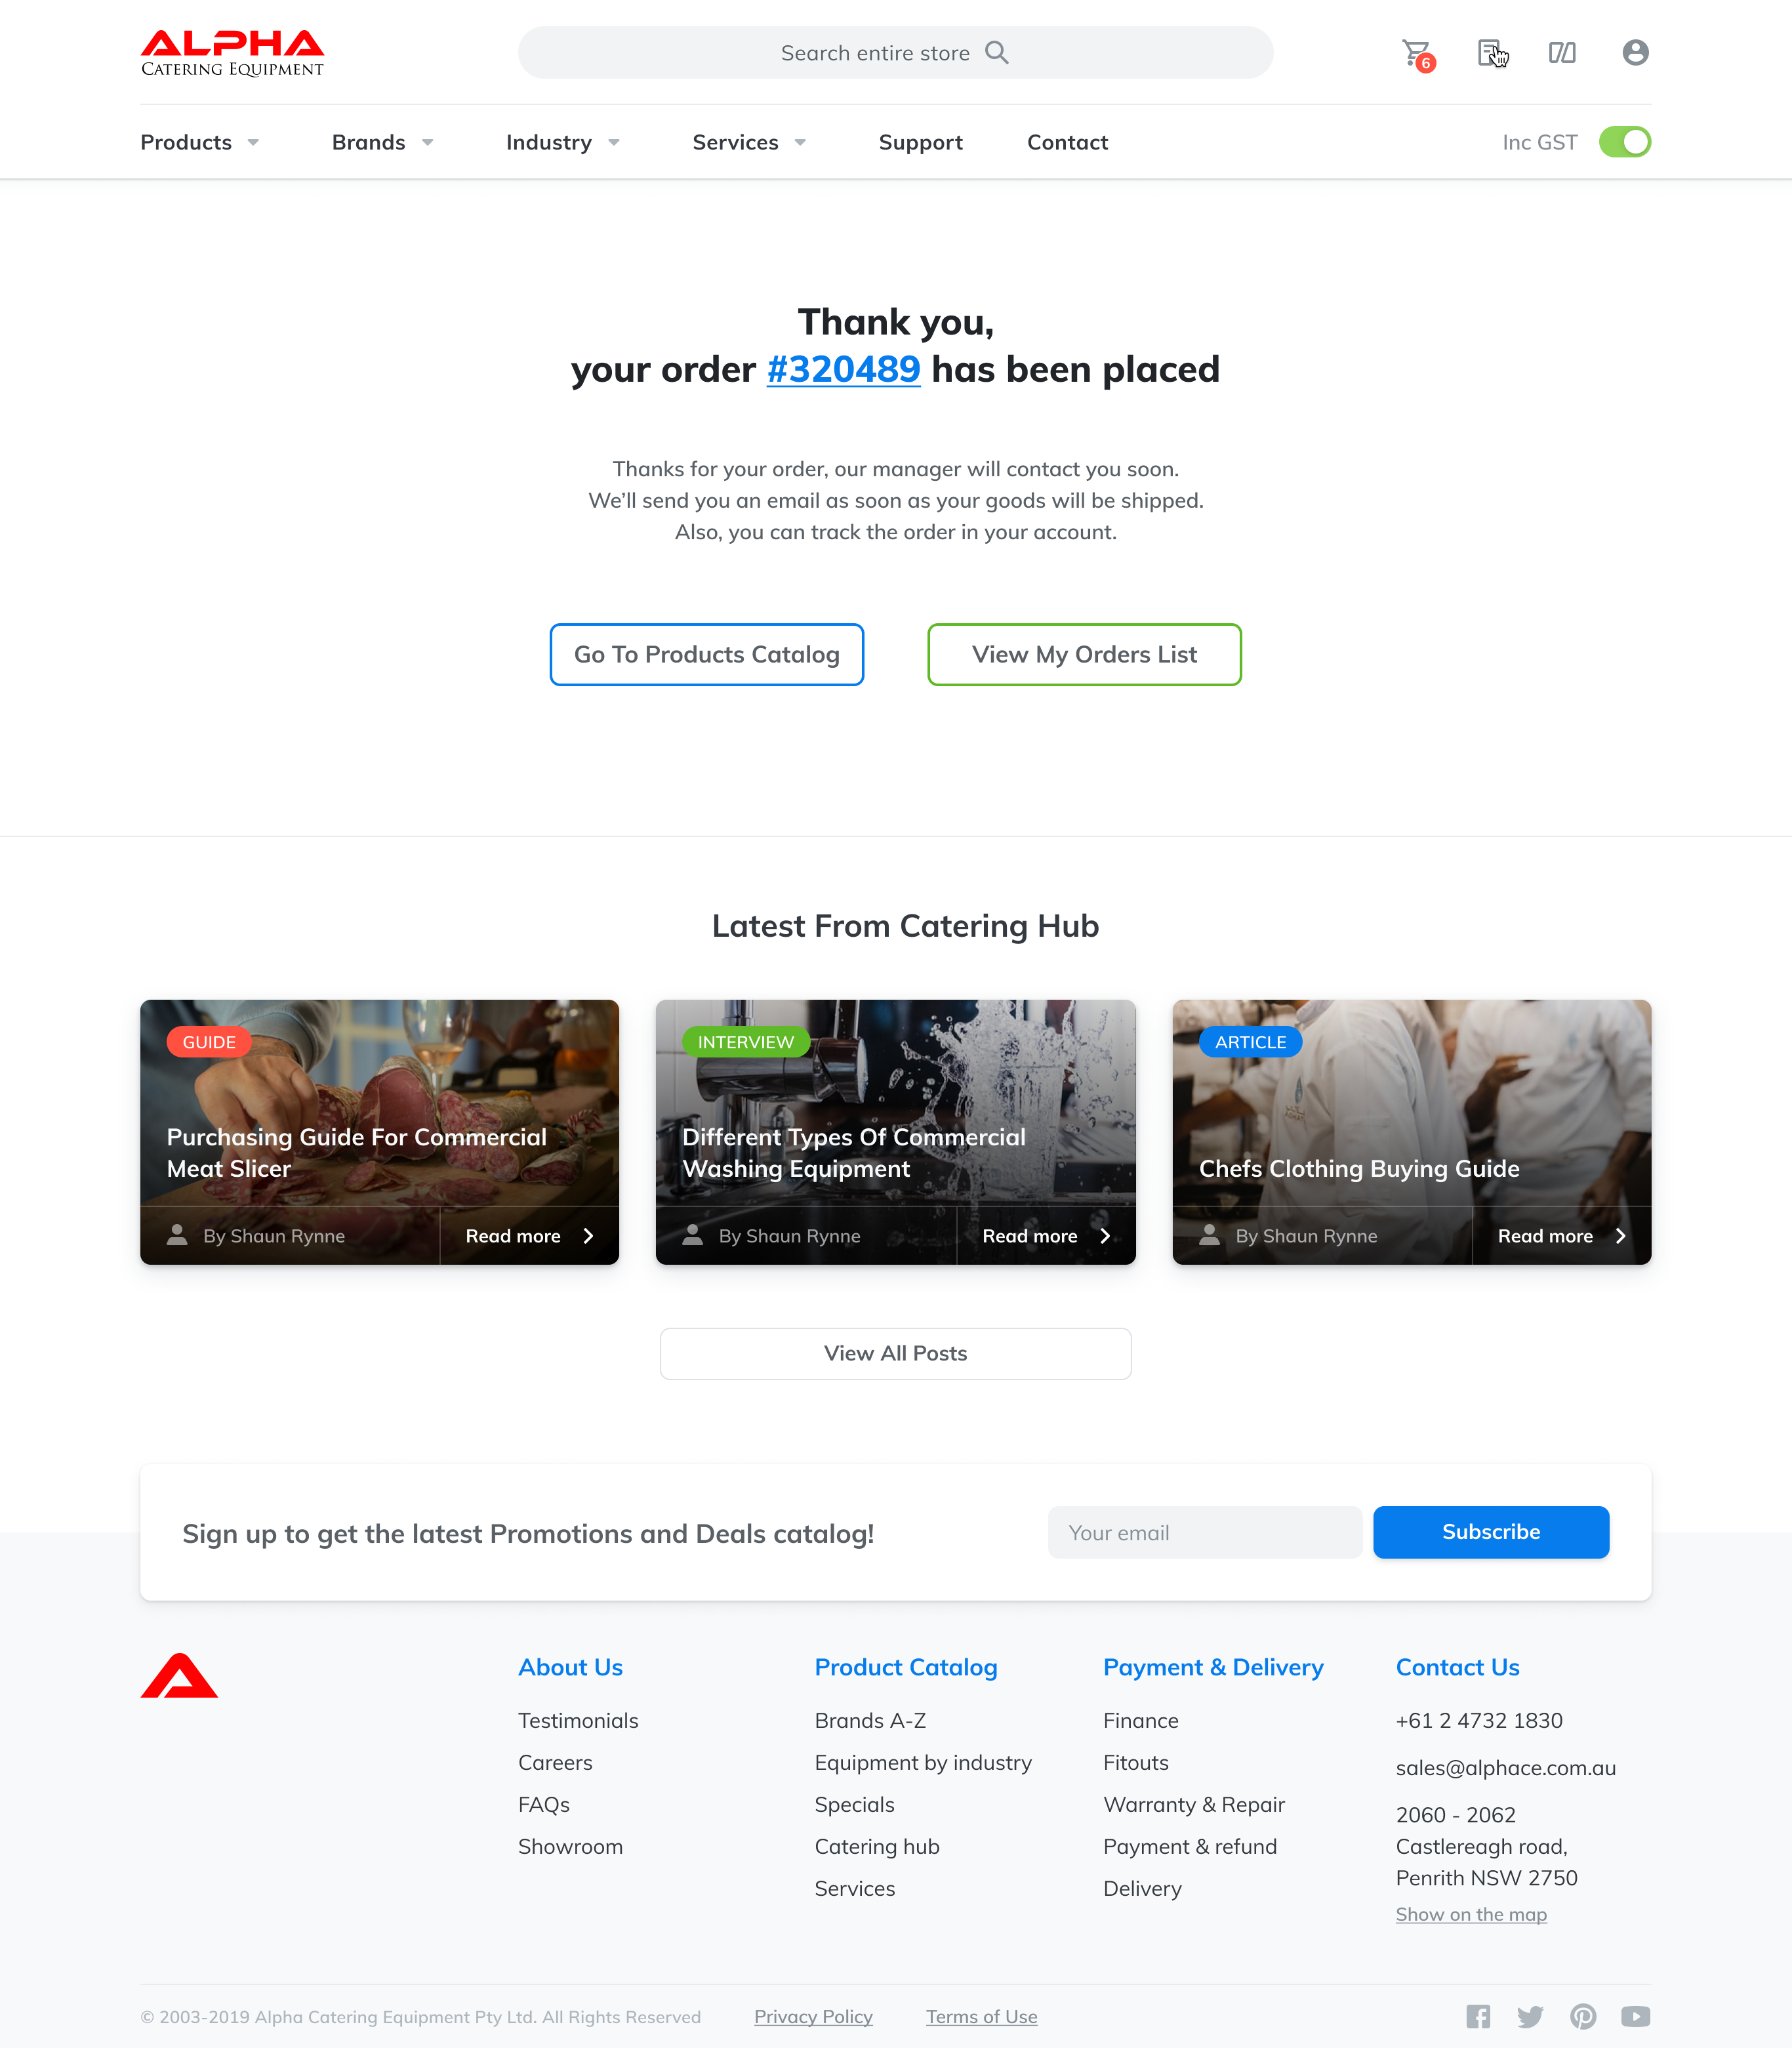 ALPHA
CATERING EQUIPMENT
Search entire store
6
Products
Brands
Industry
Services
Support
Contact
Inc GST
Thank you,
your order #320489 has been placed
Thanks for your order, our manager will contact you soon.
We’ll send you an email as soon as your goods will be shipped.
Also, you can track the order in your account.
Go To Products Catalog
View My Orders List
Latest From Catering Hub
GUIDE
Purchasing Guide For Commercial
Meat Slicer
By Shaun Rynne
Read more
INTERVIEW
Different Types Of Commercial
Washing Equipment
By Shaun Rynne
Read more
ARTICLE
Chefs Clothing Buying Guide
By Shaun Rynne
Read more
View All Posts
Sign up to get the latest Promotions and Deals catalog!
Your email
Subscribe
About Us
Testimonials
Careers
FAQs
Showroom
Product Catalog
Brands A-Z
Equipment by industry
Specials
Catering hub
Services
Payment & Delivery
Finance
Fitouts
Warranty & Repair
Payment & refund
Delivery
Contact Us
+61 2 4732 1830
sales@alphace.com.au
2060 - 2062
Castlereagh road,
Penrith NSW 2750
Show on the map
© 2003-2019 Alpha Catering Equipment Pty Ltd. All Rights Reserved
Privacy Policy
Terms of Use